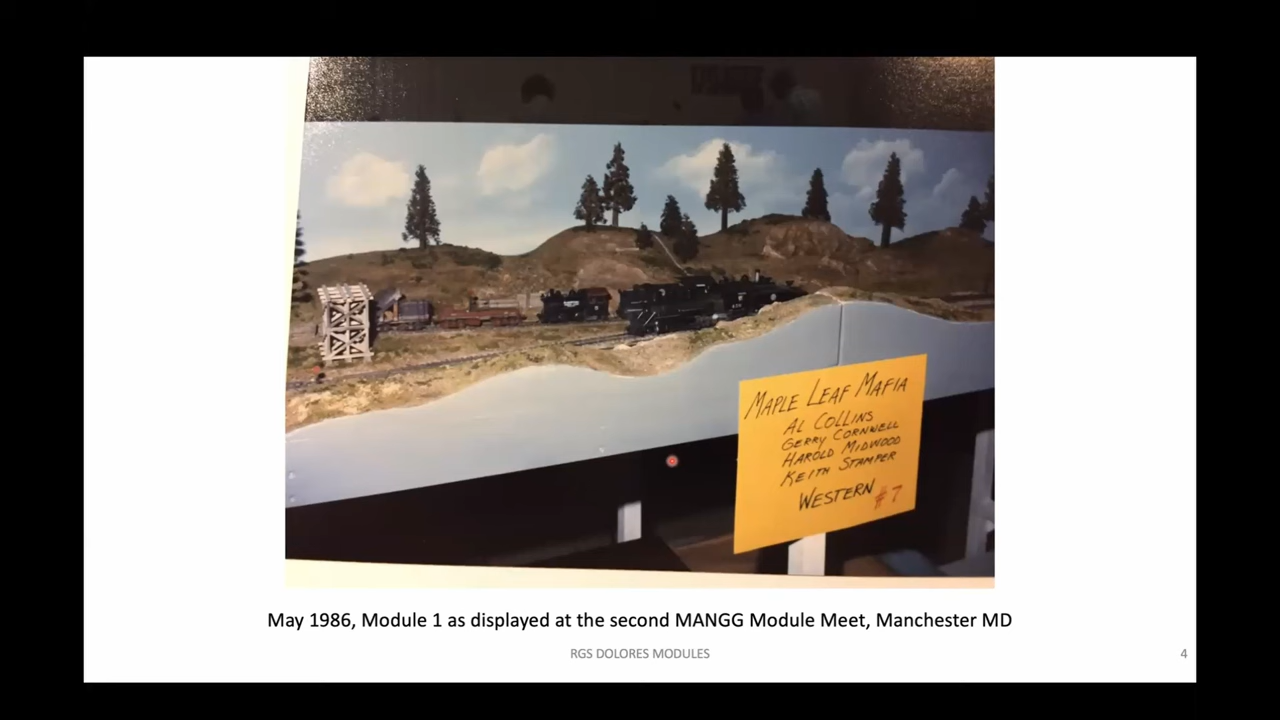 MAPLE LEAF MAFIA
AL COLLINS
GERRY CORNWELL
HAROLD MIDWOOD
KEITH STAMPER
WESTERN #7
May 1986, Module 1 as displayed at the second MANGG Module Meet, Manchester MD
RGS DOLORES MODULES
4